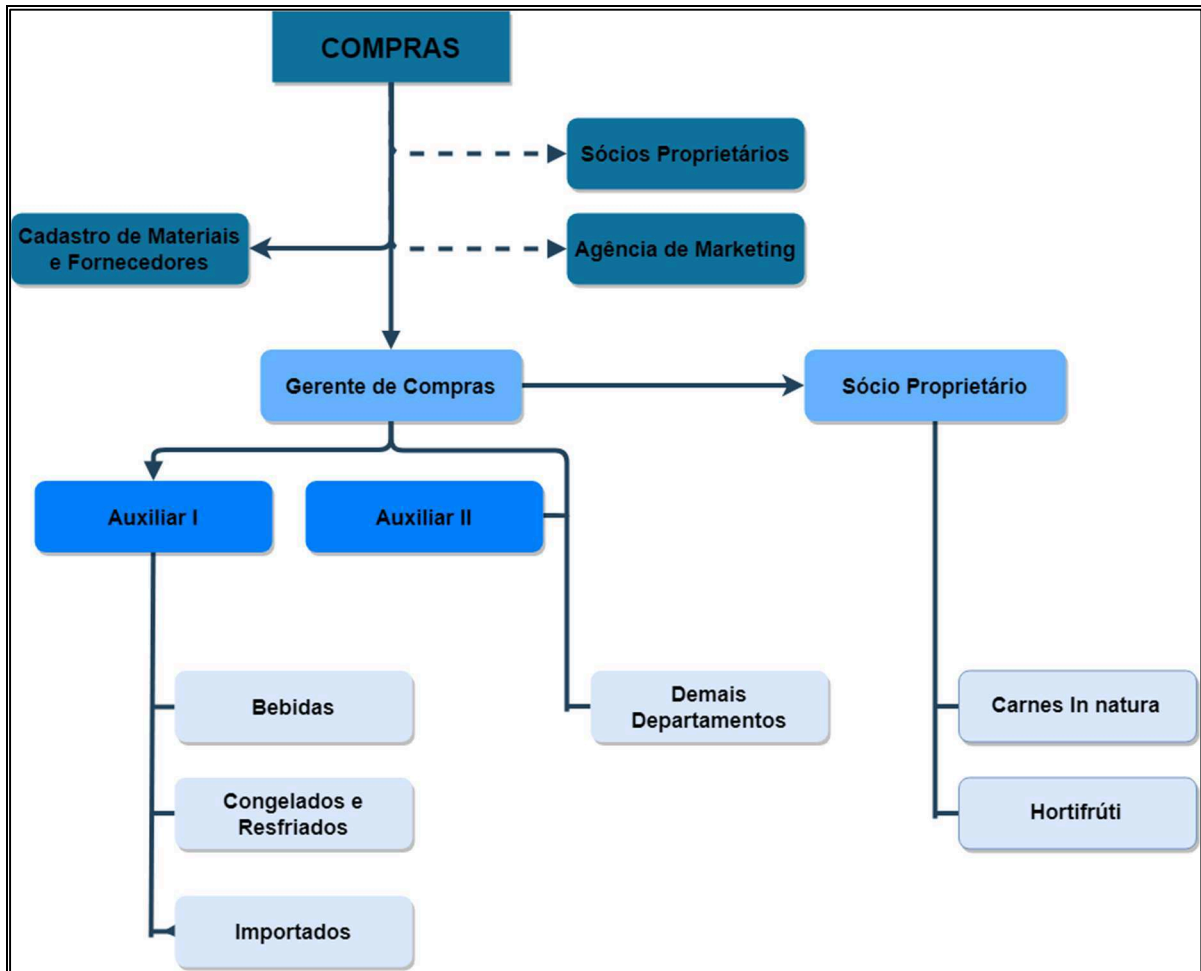 COMPRAS
Sócios Proprietários
Cadastro de Materiais
e Fornecedores
Agência de Marketing
Gerente de Compras
Sócio Proprietário
Auxiliar I
Auxiliar II
Bebidas
Demais
Departamentos
Carnes In natura
Congelados e
Resfriados
Hortifrúti
Importados